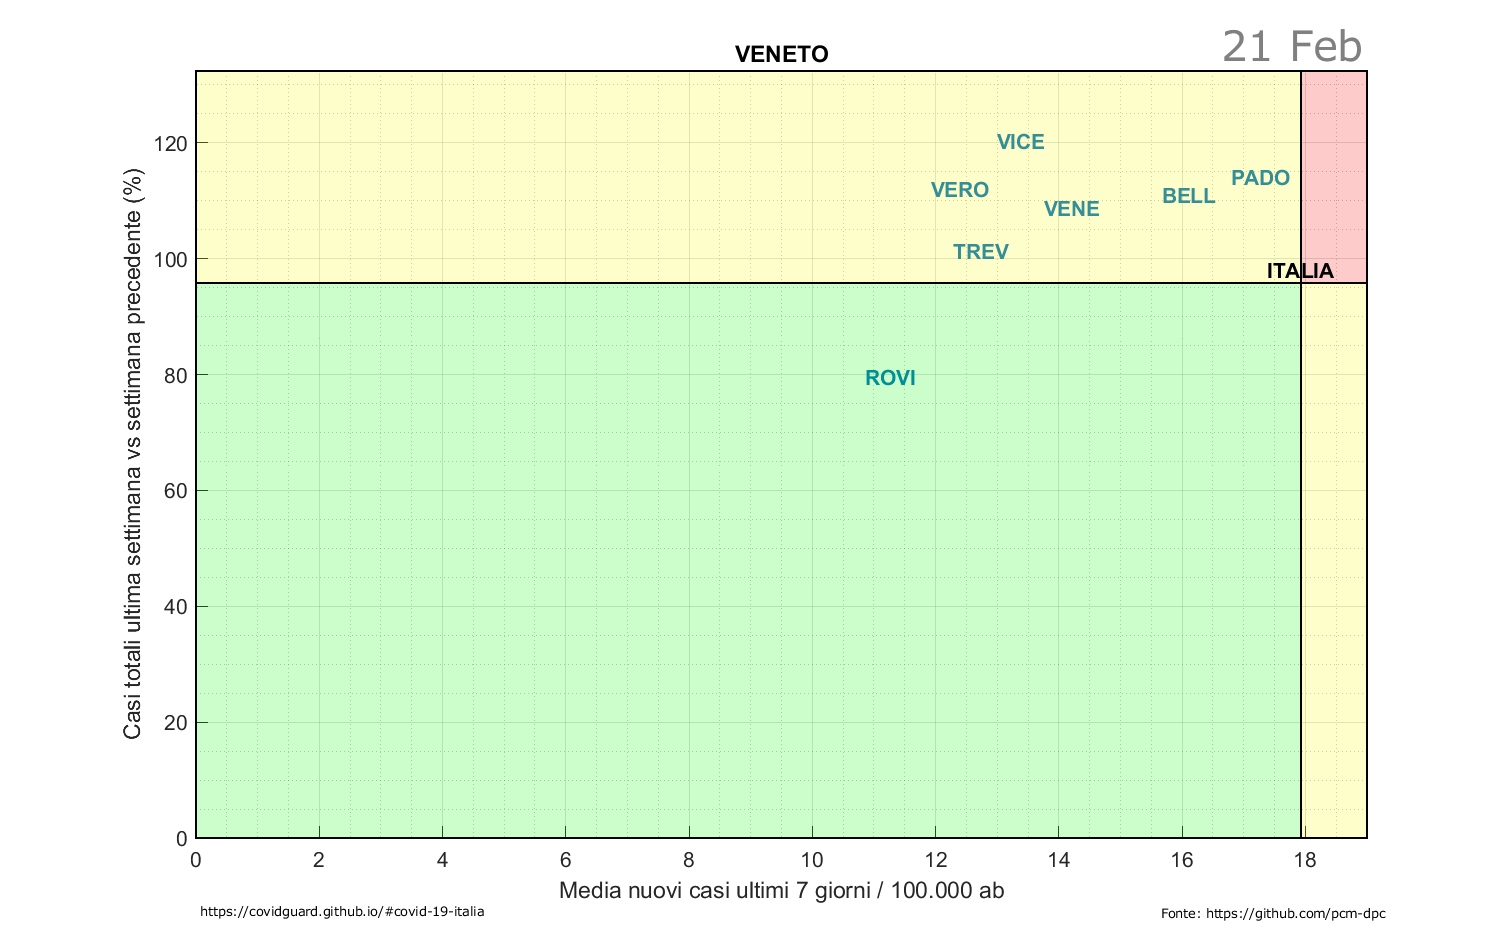 VENETO
21 Feb
Casi totali ultima settimana vs settimana precedente (%)
120
100
80
60
40
20
0
VICE
PADO
VERO
BELL
VENE
TREV
ITALIA
ROVI
0 2 4 6 8 10 12 14 16 18
Media nuovi casi ultimi 7 giorni / 100.000 ab
https://covidguard.github.io/#covid-19-italia
Fonte: https://github.com/pcm-dpc